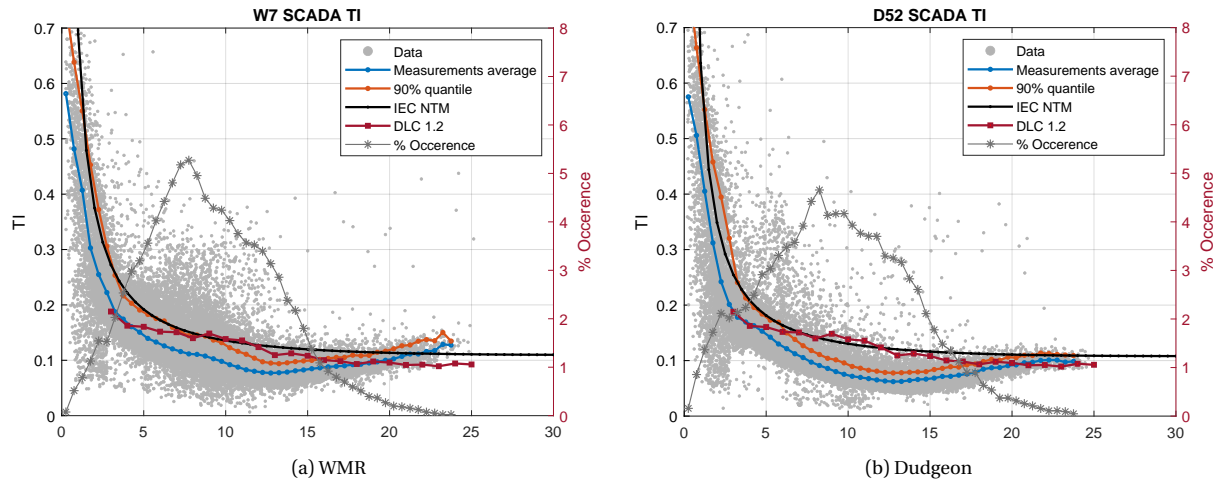 W7 SCADA TI
0.7
0.6
0.5
0.4
0.3
0.2
0.1
0
TI
8
7
6
5
4
3
2
1
0
% Occerence
Data
Measurements average
90% quantile
IEC NTM
DLC 1.2
% Occerence
0 5 10 15 20 25 30
(a) WMR
D52 SCADA TI
0.7
0.6
0.5
0.4
0.3
0.2
0.1
0
TI
8
7
6
5
4
3
2
1
0
% Occerence
Data
Measurements average
90% quantile
IEC NTM
DLC 1.2
% Occerence
0 5 10 15 20 25 30
(b) Dudgeon